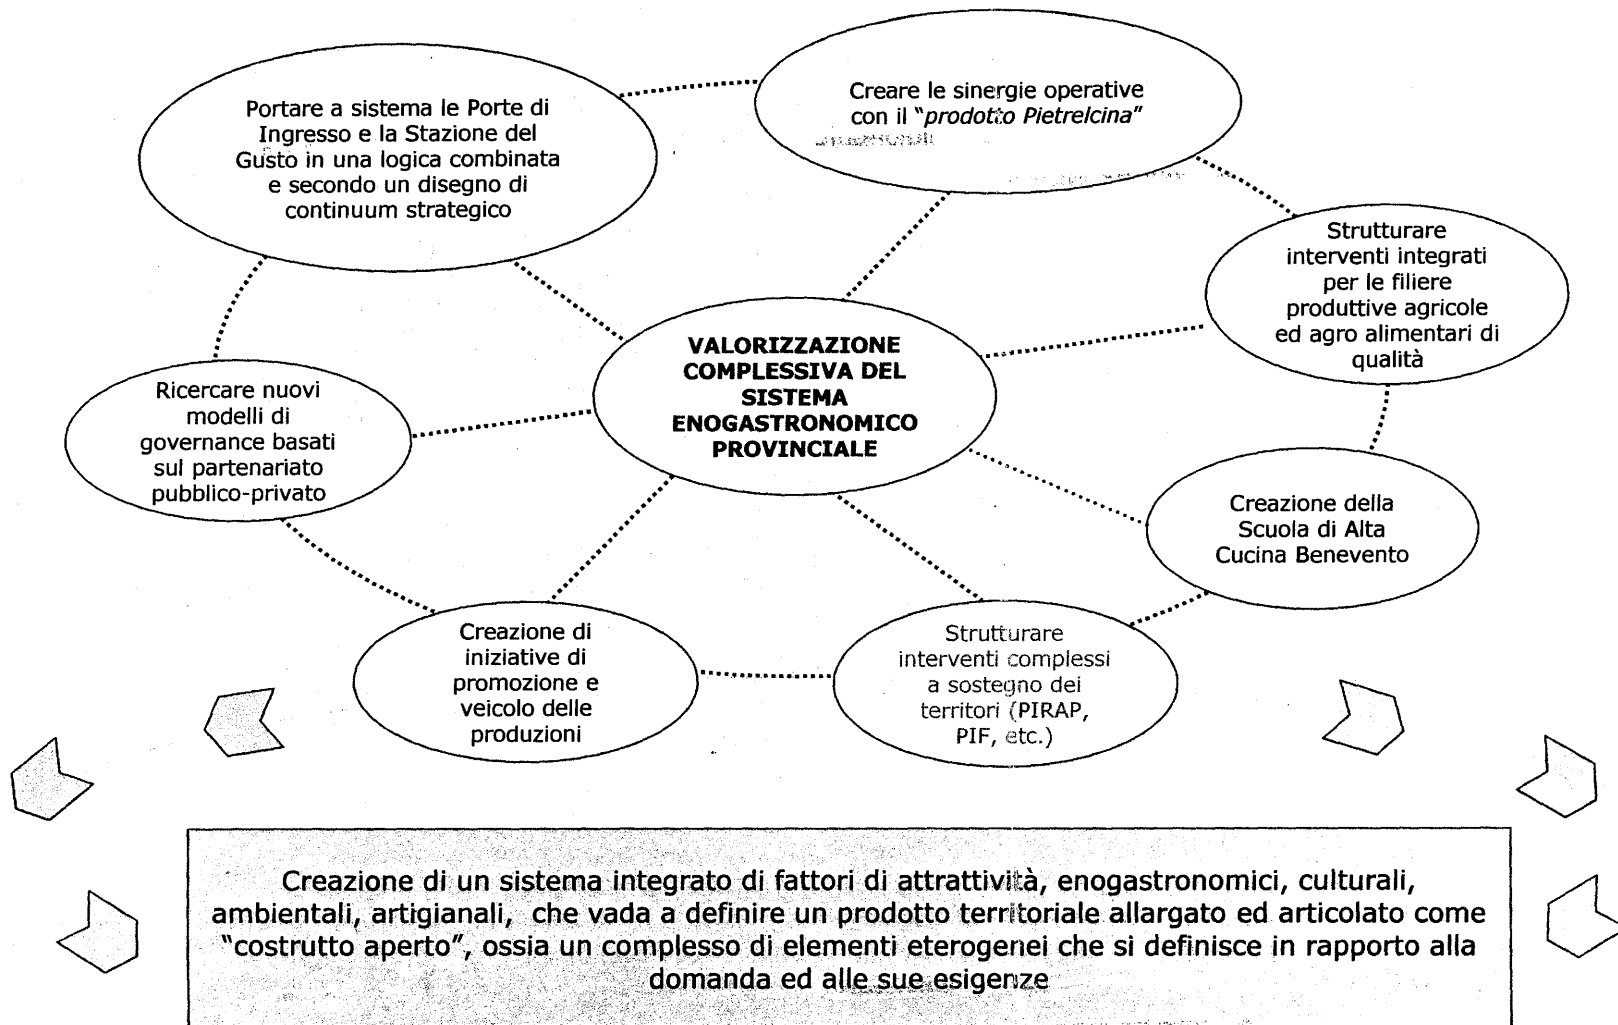 Portare a sistema le Porte di
Ingresso e la Stazione del
Gusto in una logica combinata
e secondo un disegno di
continuum strategico
Creare le sinergie operative
con il "prodotto Pietrelcina"
Strutturare
interventi integrati
per le filiere
produttive agricole
ed agro alimentari di
qualità
VALORIZZAZIONE
COMPLESSIVA DEL
SISTEMA
ENOGASTRONOMICO
PROVINCIALE
Ricercare nuovi
modelli di
governance basati
sul partenariato
pubblico-privato
Creazione della
Scuola di Alta
Cucina Benevento
Creazione di
iniziative di
promozione e
veicolo delle
produzioni
Strutturare
interventi complessi
a sostegno dei
territori (PIRAP,
PIF, etc.)
Creazione di un sistema integrato di fattori di attrattività, enogastronomici, culturali,
ambientali, artigianali, che vada a definire un prodotto territoriale allargato ed articolato come
"costrutto aperto", ossia un complesso di elementi eterogenei che si definisce in rapporto alla
domanda ed alle sue esigenze